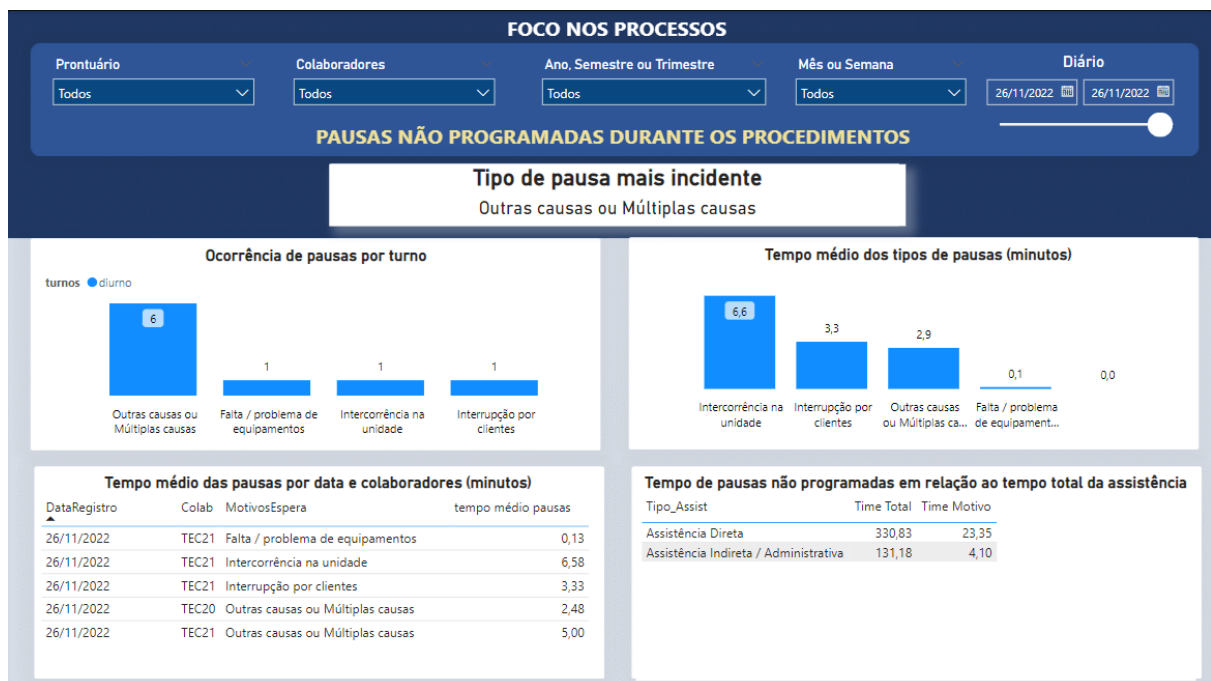 FOCO NOS PROCESSOS
Prontuário
Colaboradores
Ano, Semestre ou Trimestre
Mês ou Semana
Diário
Todos
Todos
Todos
Todos
26/11/2022
26/11/2022
PAUSAS NÃO PROGRAMADAS DURANTE OS PROCEDIMENTOS
Tipo de pausa mais incidente
Outras causas ou Múltiplas causas
Ocorrência de pausas por turno
turnos diurno
6
1
1
1
Outras causas ou
Múltiplas causas
Falta / problema de
equipamentos
Intercorrência na
unidade
Interrupção por
clientes
Tempo médio dos tipos de pausas (minutos)
6,6
3,3
2,9
0,1
0,0
Intercorrência na
unidade
Interrupção por
clientes
Outras causas
ou Múltiplas ca...
Falta / problema
de equipament...
Tempo médio das pausas por data e colaboradores (minutos)
DataRegistro Colab MotivosEspera tempo médio pausas
26/11/2022 TEC21 Falta / problema de equipamentos 0,13
26/11/2022 TEC21 Intercorrência na unidade 6,58
26/11/2022 TEC21 Interrupção por clientes 3,33
26/11/2022 TEC20 Outras causas ou Múltiplas causas 2,48
26/11/2022 TEC21 Outras causas ou Múltiplas causas 5,00
Tempo de pausas não programadas em relação ao tempo total da assistência
Tipo_Assist Time Total Time Motivo
Assistência Direta 330,83 23,35
Assistência Indireta / Administrativa 131,18 4,10